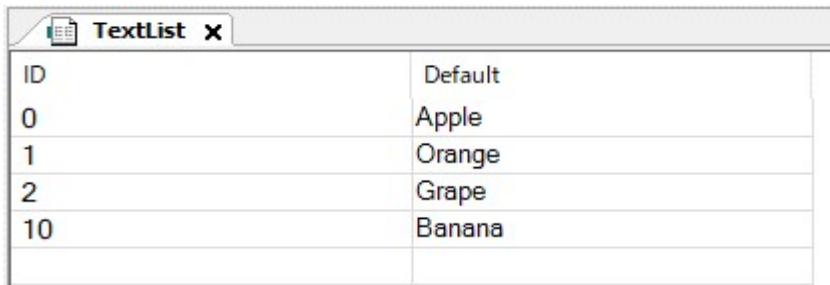 TextList X
ID Default
0 Apple
1 Orange
2 Grape
10 Banana